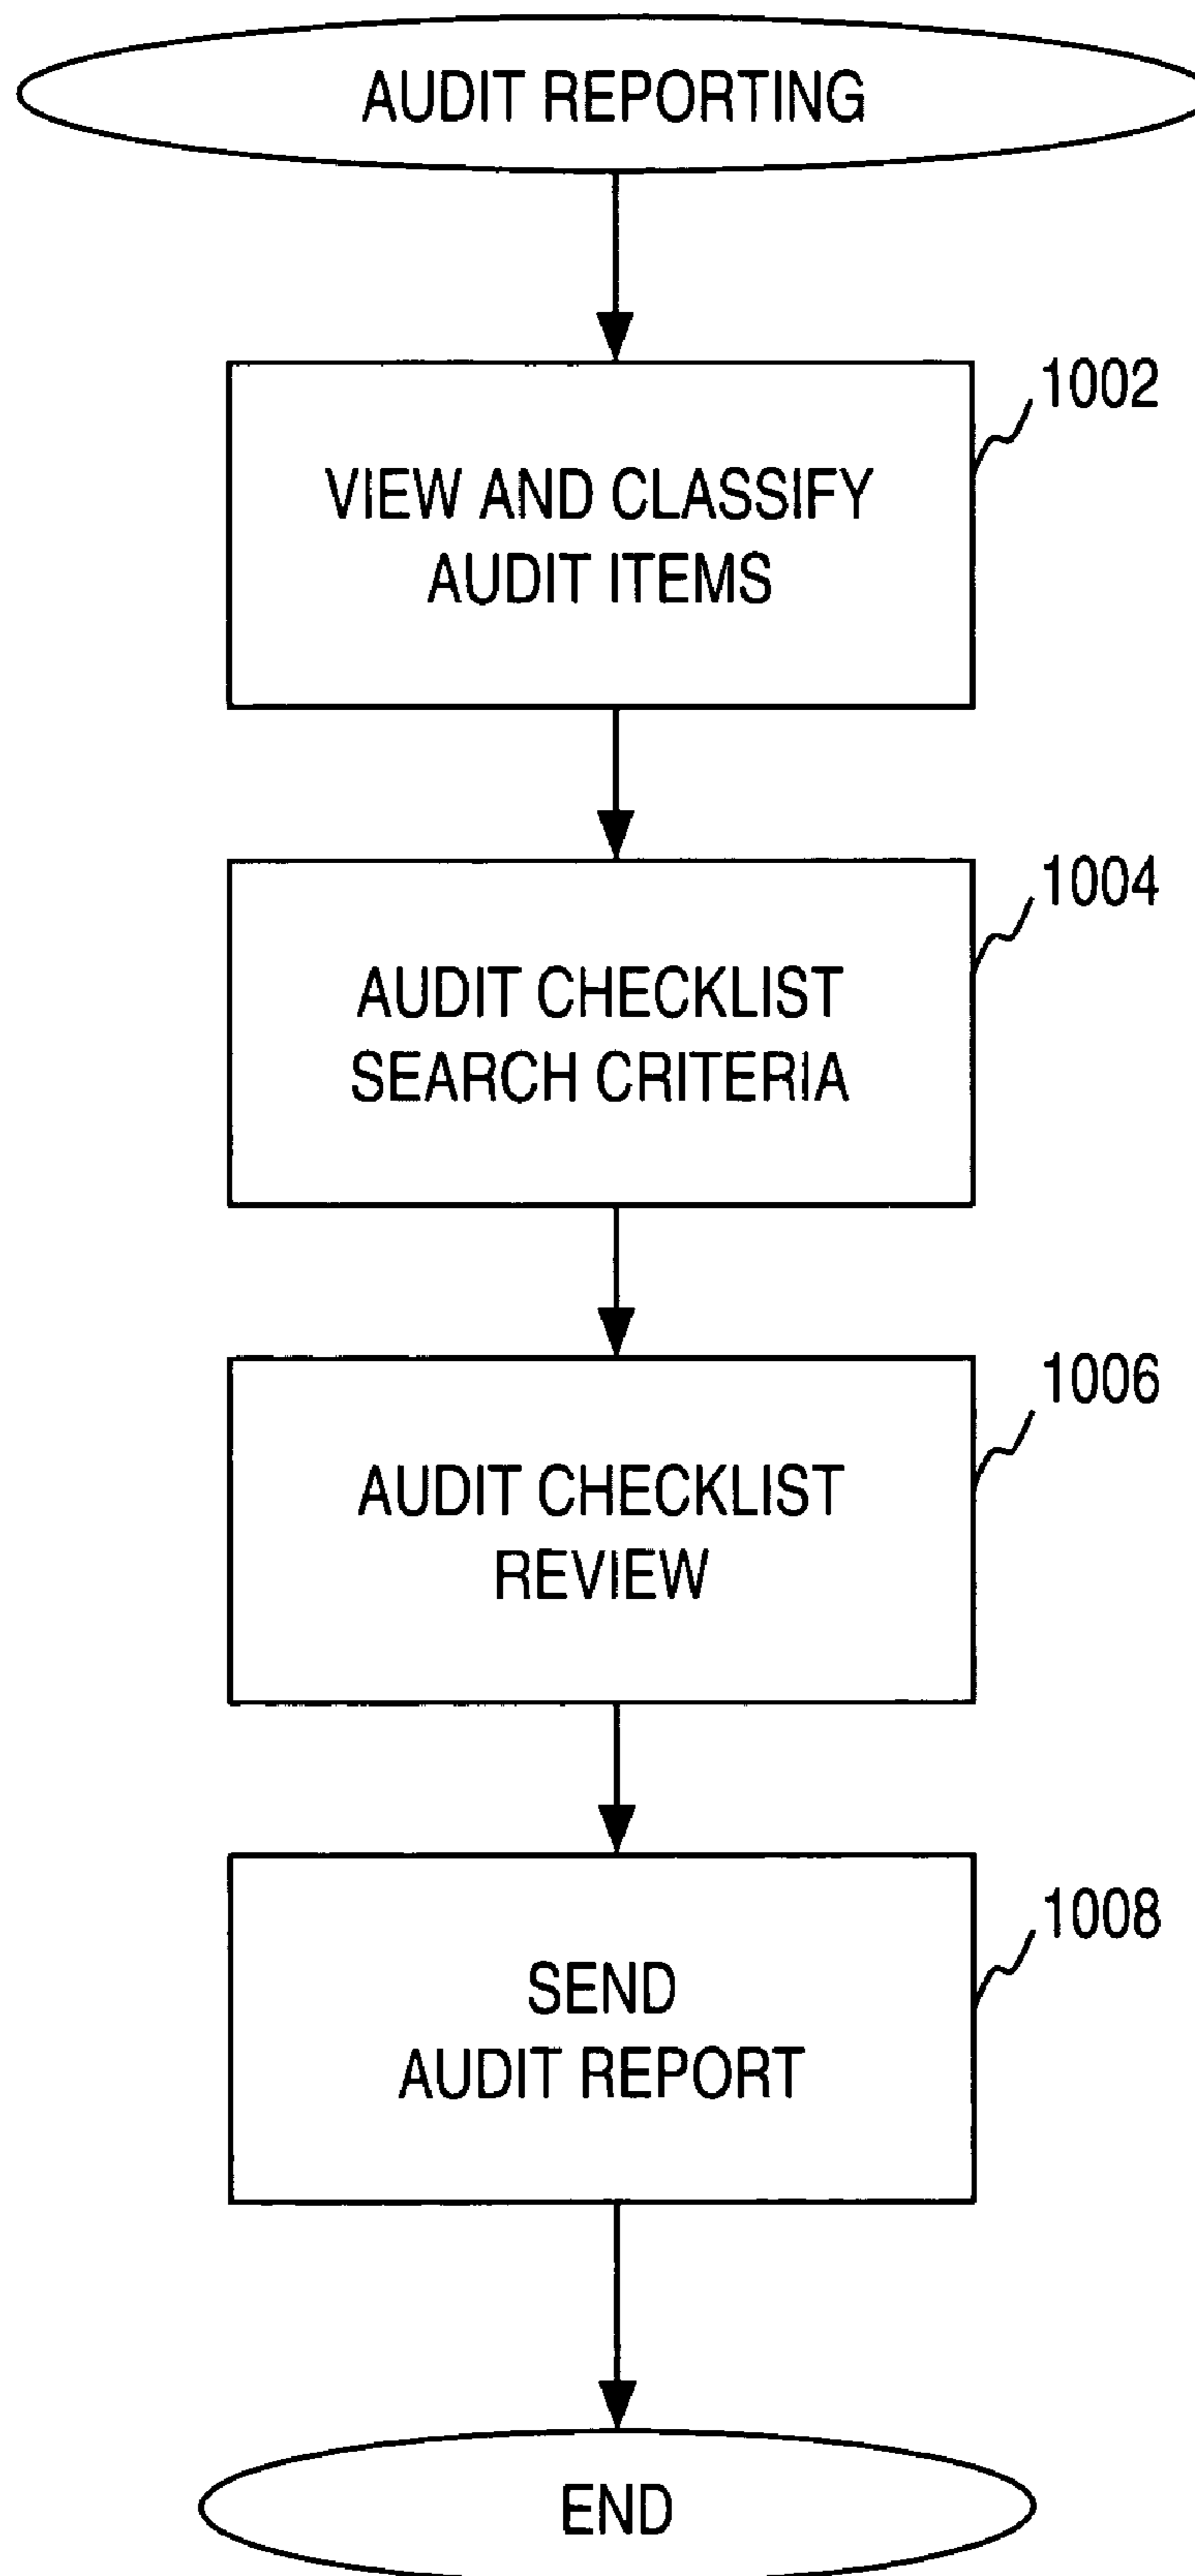 AUDIT REPORTING
1002
VIEW AND CLASSIFY
AUDIT ITEMS
1004
AUDIT CHECKLIST
SEARCH CRITERIA
1006
AUDIT CHECKLIST
REVIEW
1008
SEND
AUDIT REPORT
END